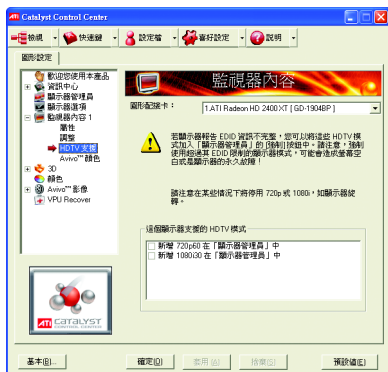 Catalyst Control Center
檢視
快速鍵
設定檔
喜好設定
說明
圖形設定
歡迎您使用本產品
資訊中心
顯示器管理員
顯示器選項
監視器內容 1
屬性
調整
HDTV 支援
Avivo™ 顏色
3D
顏色
Avivo™ 影像
VPU Recover
監視器內容
圖形配接卡：
1.ATI Radeon HD 2400 XT [ GD-1904BP ]
若顯示器報告 EDID 資訊不完整，您可以將這些 HDTV 模
式加入「顯示器管理員」的 [強制] 按鈕中。請注意，強制
使用超過其 EDID 限制的顯示器模式，可能會造成螢幕空
白或是顯示器的永久故障！
請注意在某些情況下將停用 720p 或 1080i，如顯示器旋
轉。
這個顯示器支援的 HDTV 模式
新增 720p60 在「顯示器管理員」中
新增 1080i30 在「顯示器管理員」中
ATI CATALYST
CONTROL CENTER
基本(B)...
確定(O)
套用(A)
捨棄(S)
預設值(E)